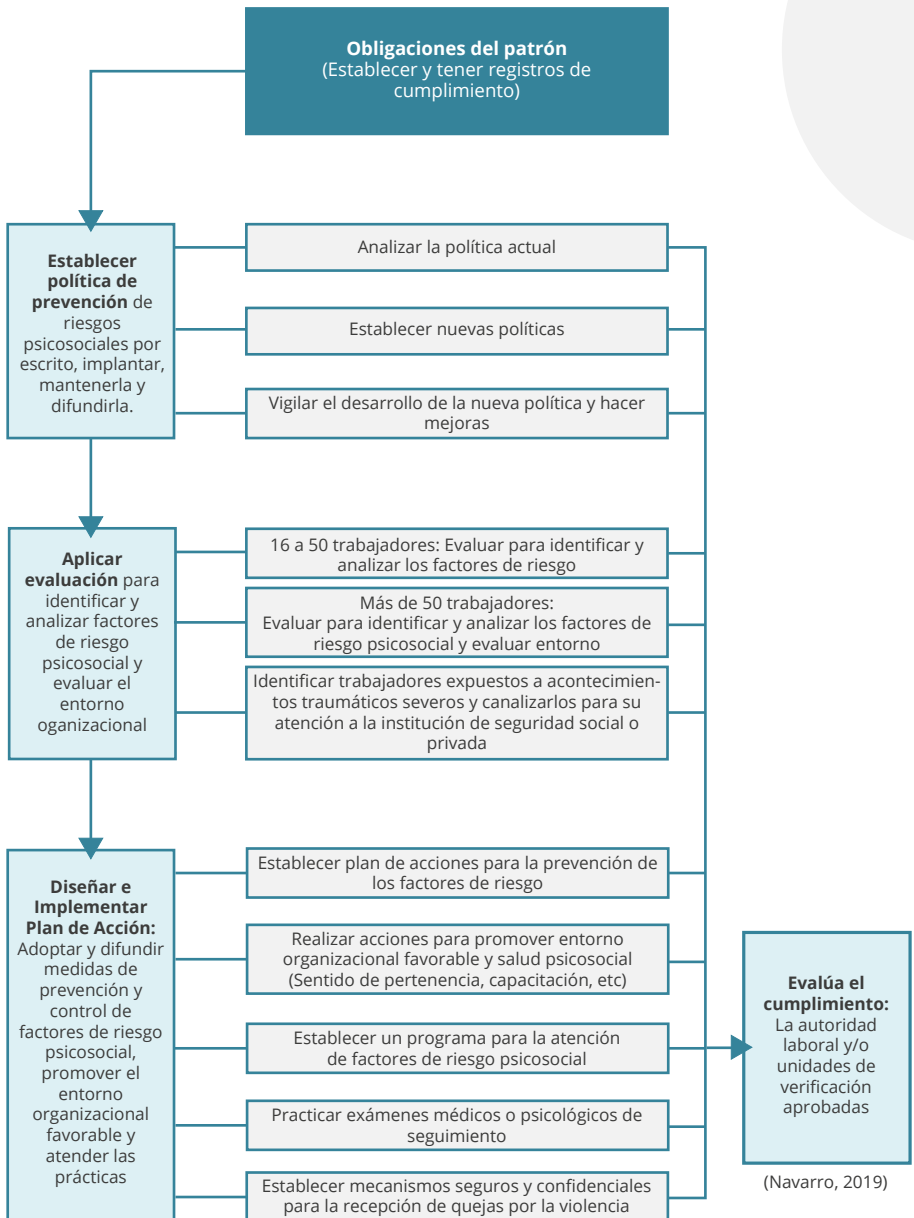 Obligaciones del patrón
(Establecer y tener registros de
cumplimiento)
Establecer
política de
prevención de
riesgos
psicosociales por
escrito, implantar,
mantenerla y
difundirla.
Analizar la política actual
Establecer nuevas políticas
Vigilar el desarrollo de la nueva política y hacer
mejoras
Aplicar
evaluación para
identificar y
analizar factores
de riesgo
psicosocial y
evaluar el
entorno
oganizacional
16 a 50 trabajadores: Evaluar para identificar y
analizar los factores de riesgo
Más de 50 trabajadores:
Evaluar para identificar y analizar los factores de
riesgo psicosocial y evaluar entorno
Identificar trabajadores expuestos a acontecimien-
tos traumáticos severos y canalizarlos para su
atención a la institución de seguridad social o
privada
Diseñar e
Implementar
Plan de Acción:
Adoptar y difundir
medidas de
prevención y
control de
factores de riesgo
psicosocial,
promover el
entorno
organizacional
favorable y
atender las
prácticas
Establecer plan de acciones para la prevención de
los factores de riesgo
Realizar acciones para promover entorno
organizacional favorable y salud psicosocial
(Sentido de pertenencia, capacitación, etc)
Establecer un programa para la atención
de factores de riesgo psicosocial
Practicar exámenes médicos o psicológicos de
seguimiento
Establecer mecanismos seguros y confidenciales
para la recepción de quejas por la violencia
Evalúa el
cumplimiento:
La autoridad
laboral y/o
unidades de
verificación
aprobadas
(Navarro, 2019)